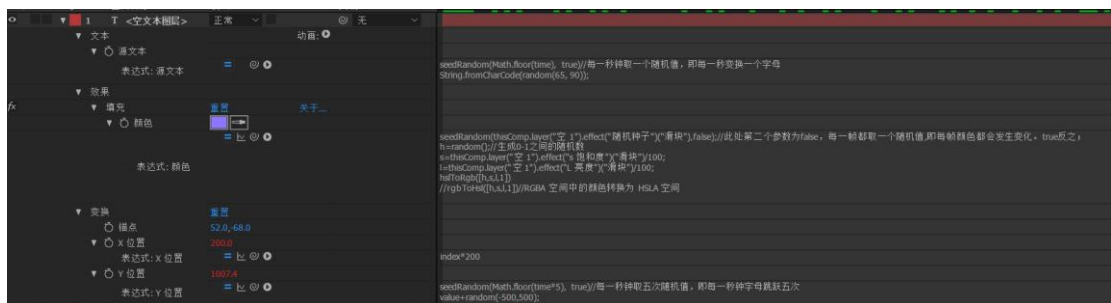 1 T <空文本图层> 正常 无
文本 动画:
源文本
表达式: 源文本
seedRandom(Math.floor(time), true)//每一秒钟取一个随机值，即每一秒变换一个字母
String.fromCharCode(random(65, 90));
效果
fx 填充 重置 关于...
颜色
表达式: 颜色
seedRandom(thisComp.layer("空 1").effect("随机种子")("滑块"),false);//此处第二个参数为false，每一帧都取一个随机值,即每帧颜色都会发生变化，true反之；
h=random();//生成0-1之间的随机数
s=thisComp.layer("空 1").effect("s 饱和度")("滑块")/100;
l=thisComp.layer("空 1").effect("L 亮度")("滑块")/100;
hslToRgb([h,s,l,1])
//rgbToHsl([h,s,l,1])//RGBA 空间中的颜色转换为 HSLA 空间
变换 重置
锚点 52.0,-68.0
X 位置 200.0
表达式: X 位置
index*200
Y 位置 1007.4
表达式: Y 位置
seedRandom(Math.floor(time*5), true)//每一秒钟取五次随机值，即每一秒钟字母跳跃五次
value+random(-500,500);